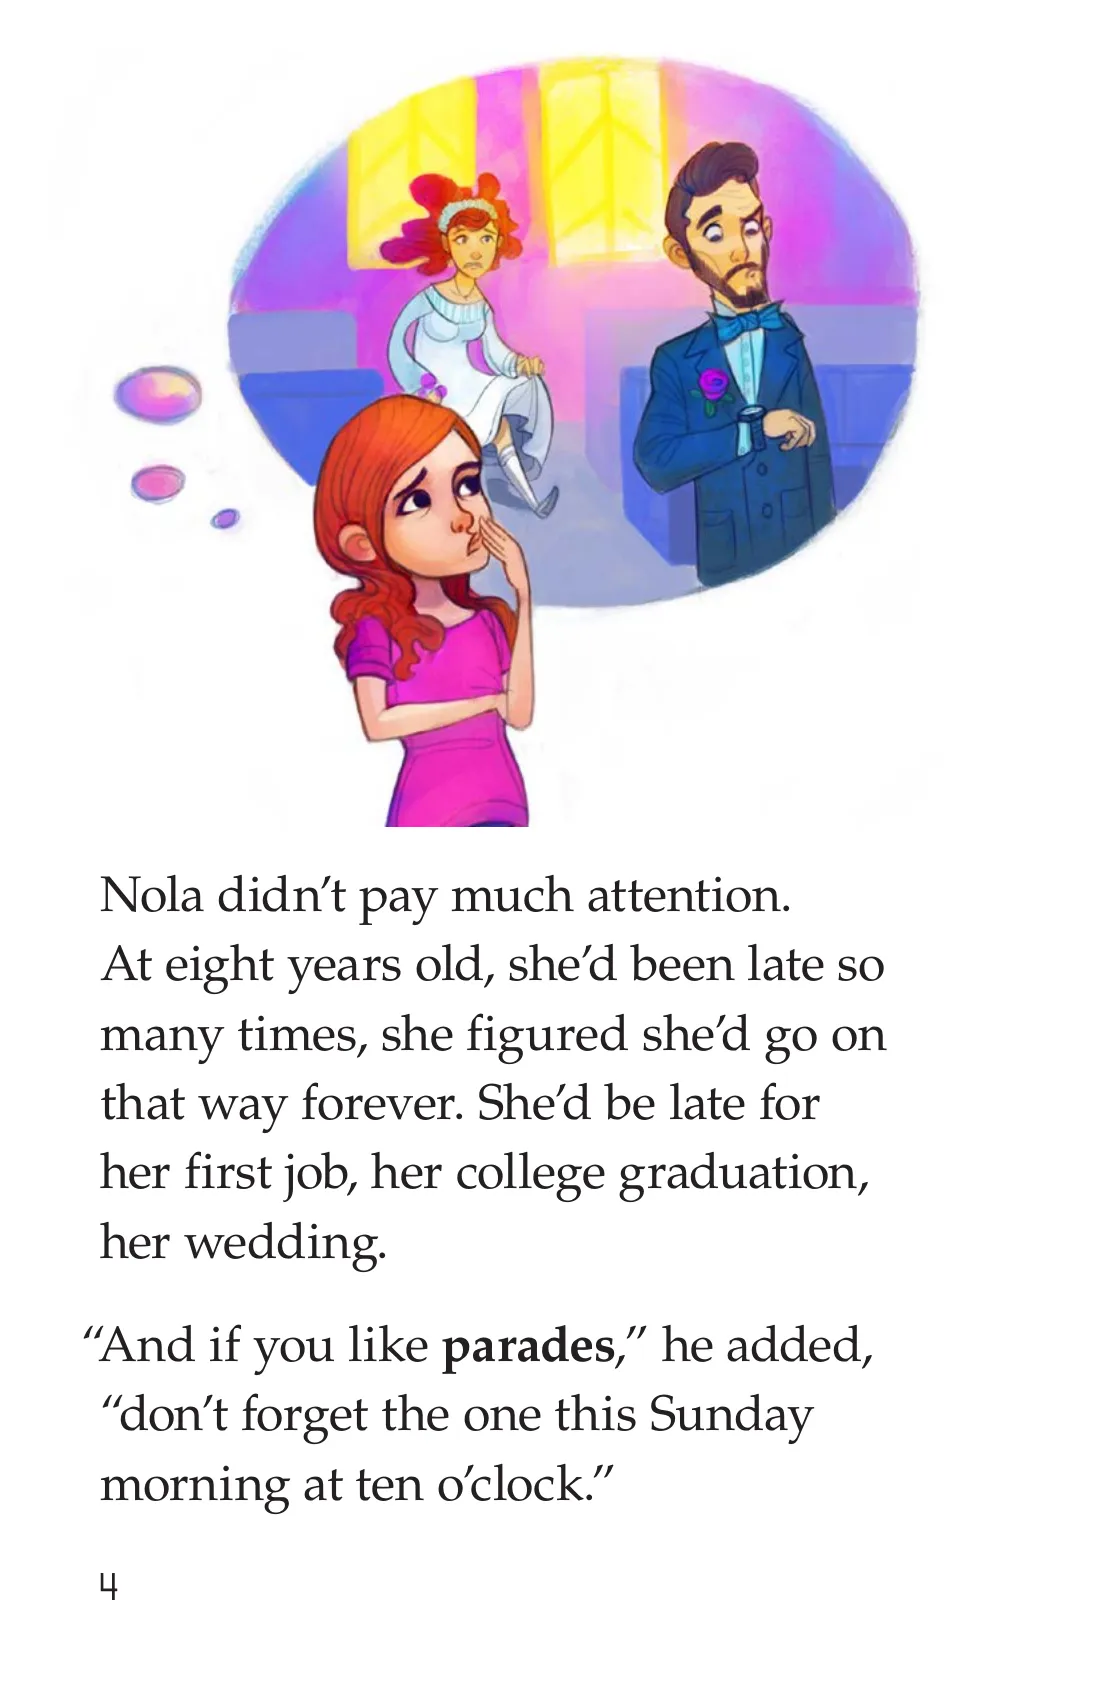 Nola didn’t pay much attention.
At eight years old, she’d been late so
many times, she figured she’d go on
that way forever. She’d be late for
her first job, her college graduation,
her wedding.
“And if you like parades,” he added,
“don’t forget the one this Sunday
morning at ten o’clock.”
4